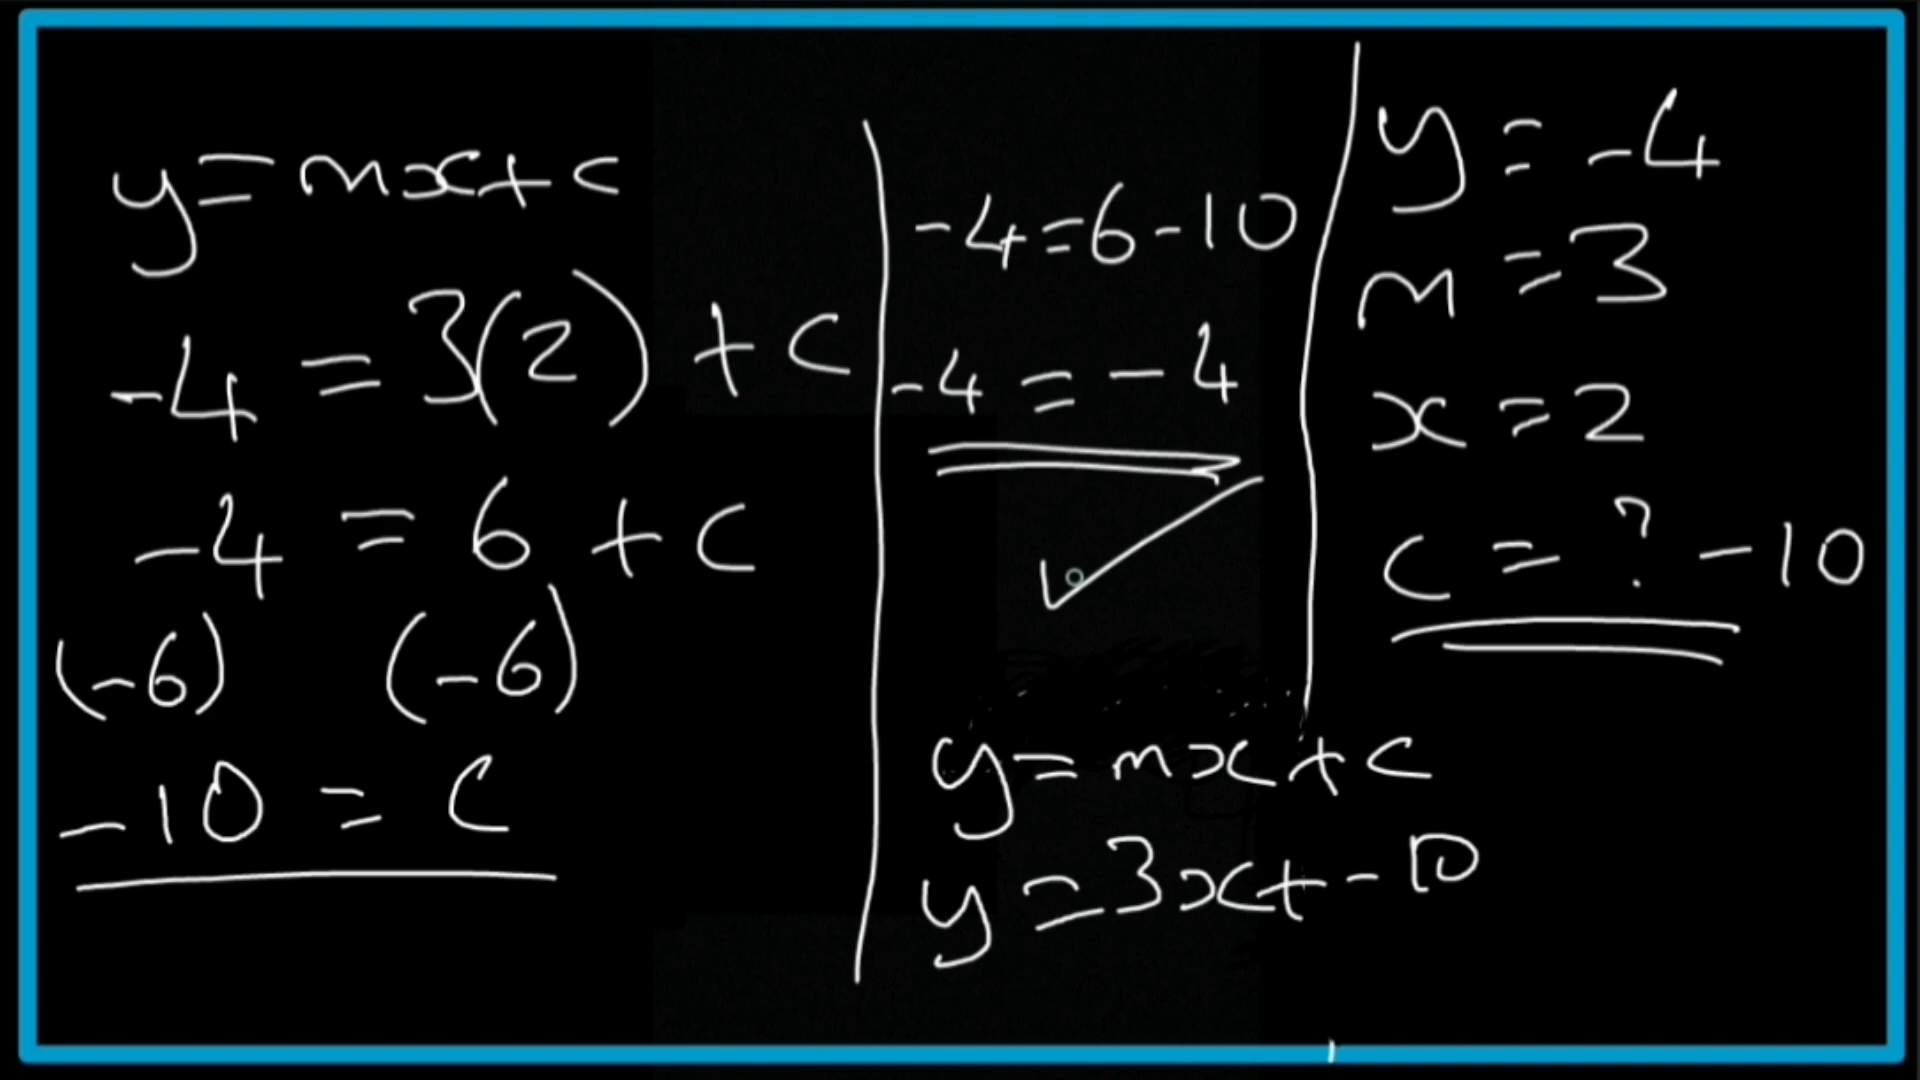 y=mx+c
-4=3(2)+c
-4=6+c
(-6) (-6)
-10=c
-4=6-10
-4=-4
y=mx+c
y=3x+-10
y=-4
m=3
x=2
c=?-10